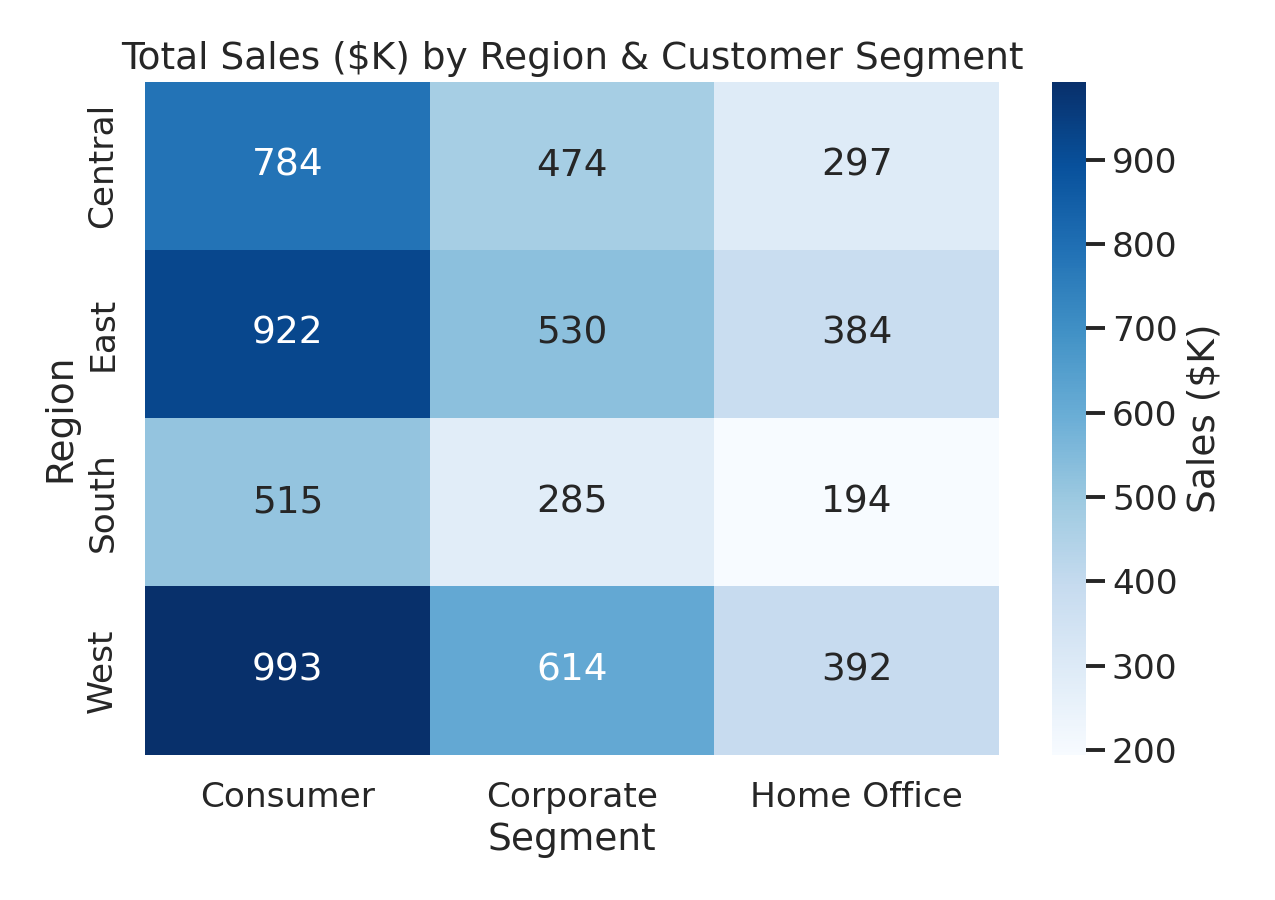 Total Sales ($K) by Region & Customer Segment
Region
Central
784
474
297
East
922
530
384
South
515
285
194
West
993
614
392
Consumer
Corporate
Home Office
Segment
900
800
700
600
500
400
300
200
Sales ($K)